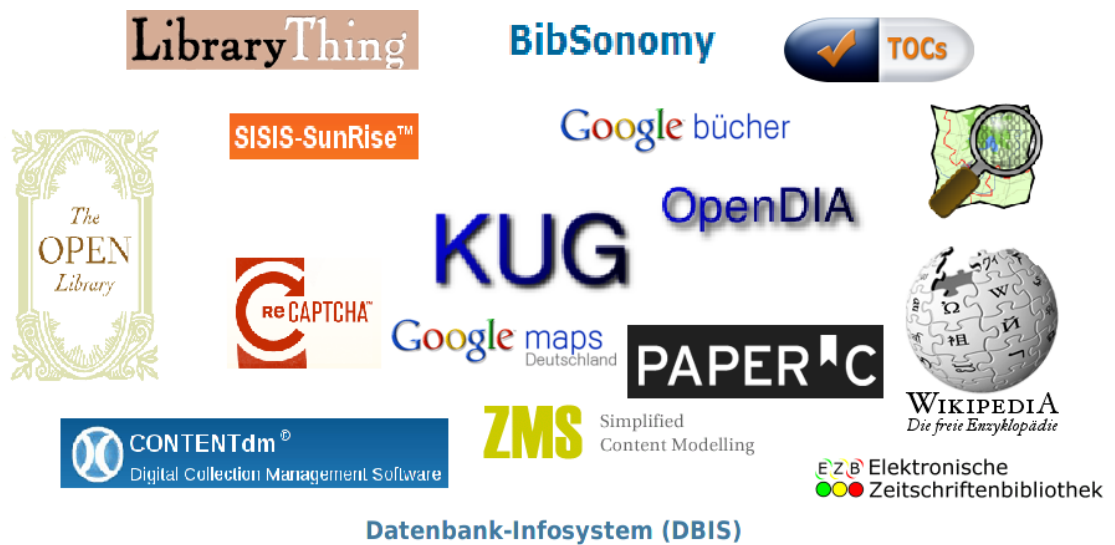 LibraryThing
BibSonomy
TOCs
SISIS-SunRise™
Google bücher
The
OPEN
Library
KUG
OpenDIA
reCAPTCHA™
Google maps
Deutschland
PAPER C
WIKIPEDIA
Die freie Enzyklopädie
ZMS Simplified
Content Modelling
CONTENTdm®
Digital Collection Management Software
EZB Elektronische
Zeitschriftenbibliothek
Datenbank-Infosystem (DBIS)